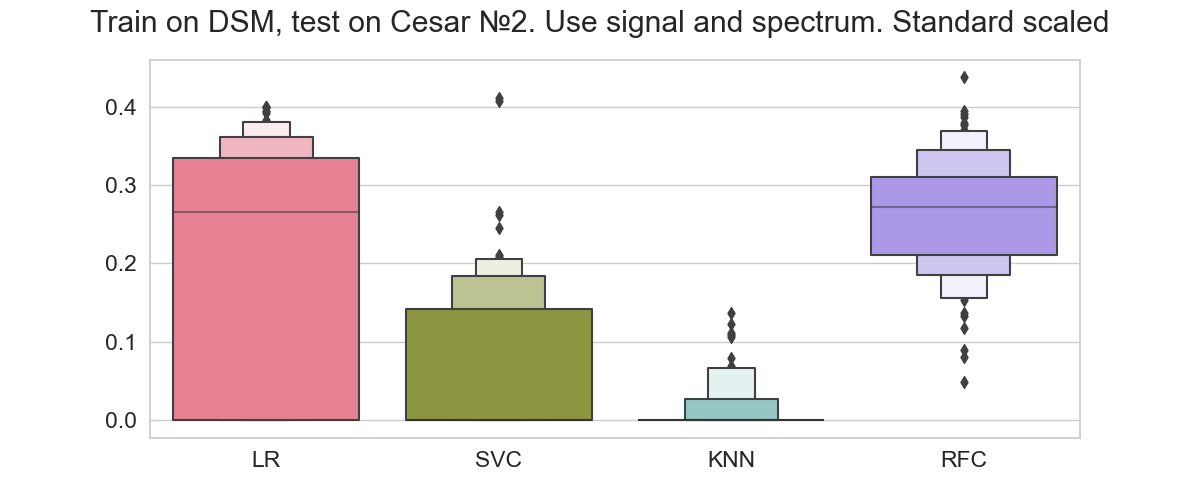 Train on DSM, test on Cesar №2. Use signal and spectrum. Standard scaled
0.4
0.3
0.2
0.1
0.0
LR SVC KNN RFC